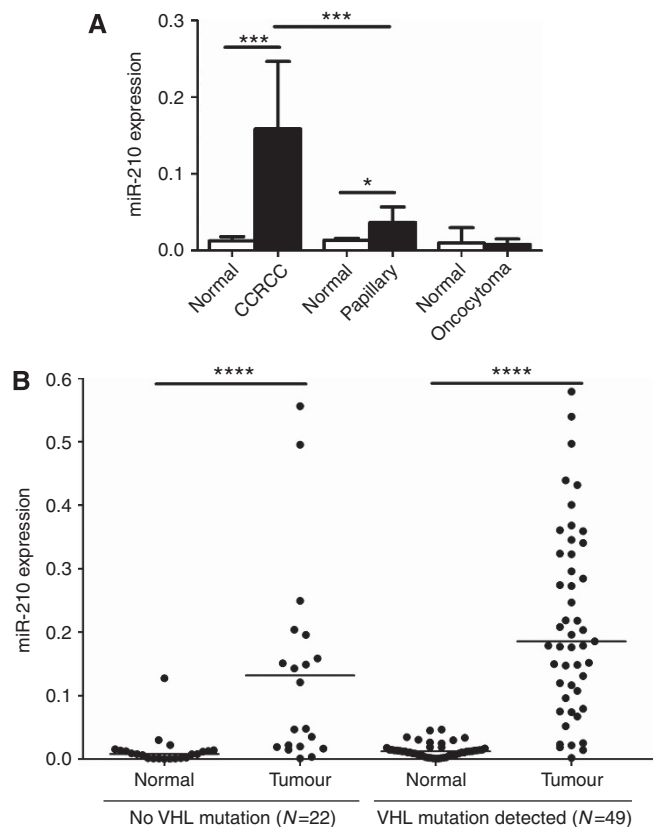 A
0.3
0.2
0.1
0.0
miR-210 expression
***
***
*
Normal
CCRCC
Normal
Papillary
Normal
Oncocytoma
B
0.6
0.5
0.4
0.3
0.2
0.1
0.0
miR-210 expression
****
****
Normal
Tumour
Normal
Tumour
No VHL mutation (N=22)
VHL mutation detected (N=49)